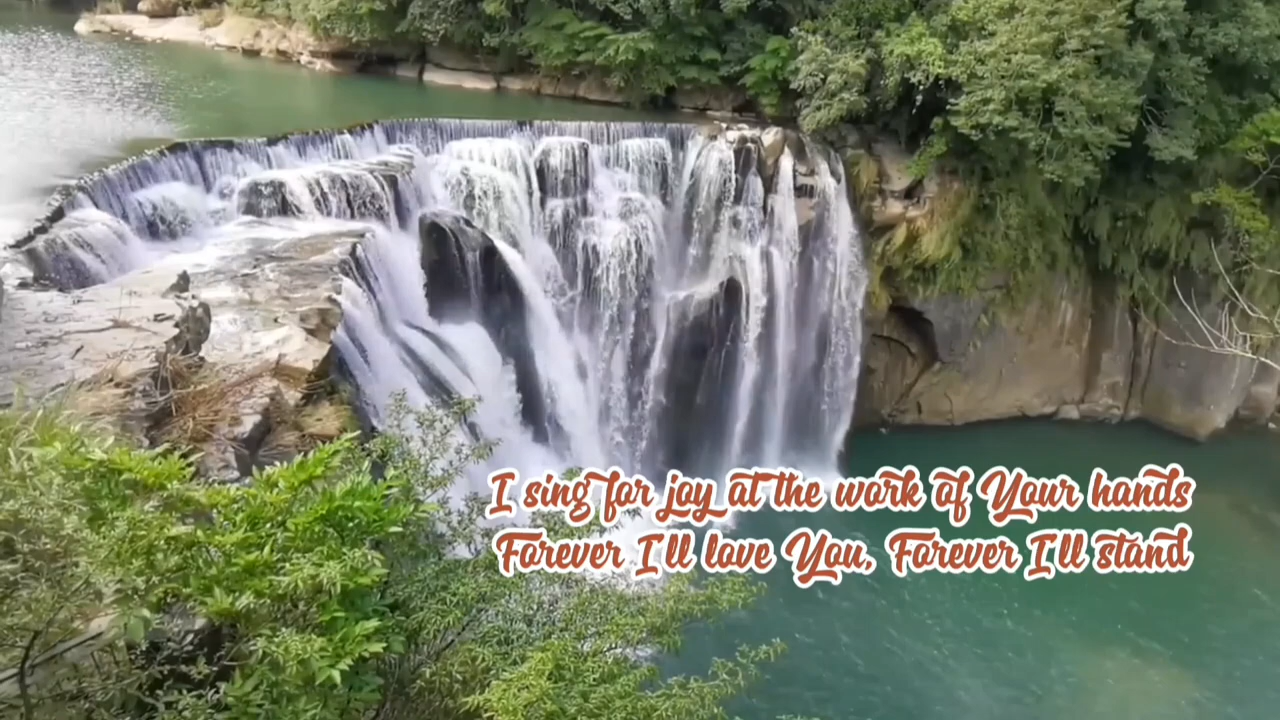 I sing for joy at the work of Your hands
Forever I'll love You, Forever I'll stand